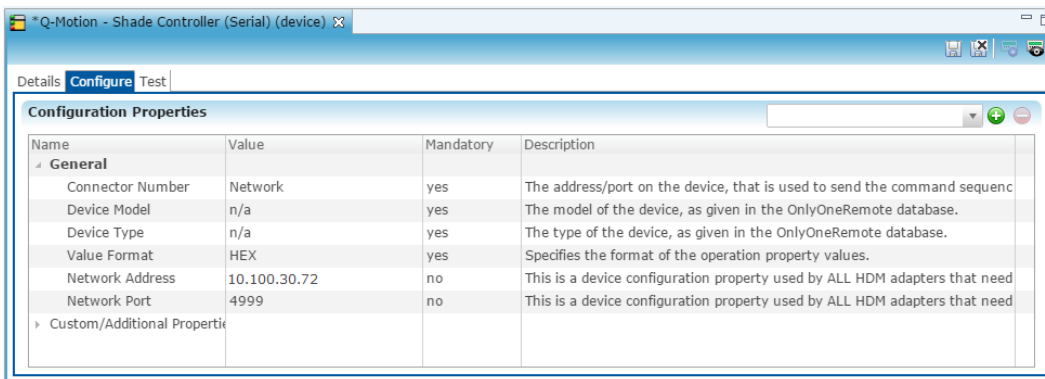 *Q-Motion - Shade Controller (Serial) (device)
Details Configure Test
Configuration Properties
Name Value Mandatory Description
General
Connector Number Network yes The address/port on the device, that is used to send the command sequenc
Device Model n/a yes The model of the device, as given in the OnlyOneRemote database.
Device Type n/a yes The type of the device, as given in the OnlyOneRemote database.
Value Format HEX yes Specifies the format of the operation property values.
Network Address 10.100.30.72 no This is a device configuration property used by ALL HDM adapters that need
Network Port 4999 no This is a device configuration property used by ALL HDM adapters that need
Custom/Additional Propertie